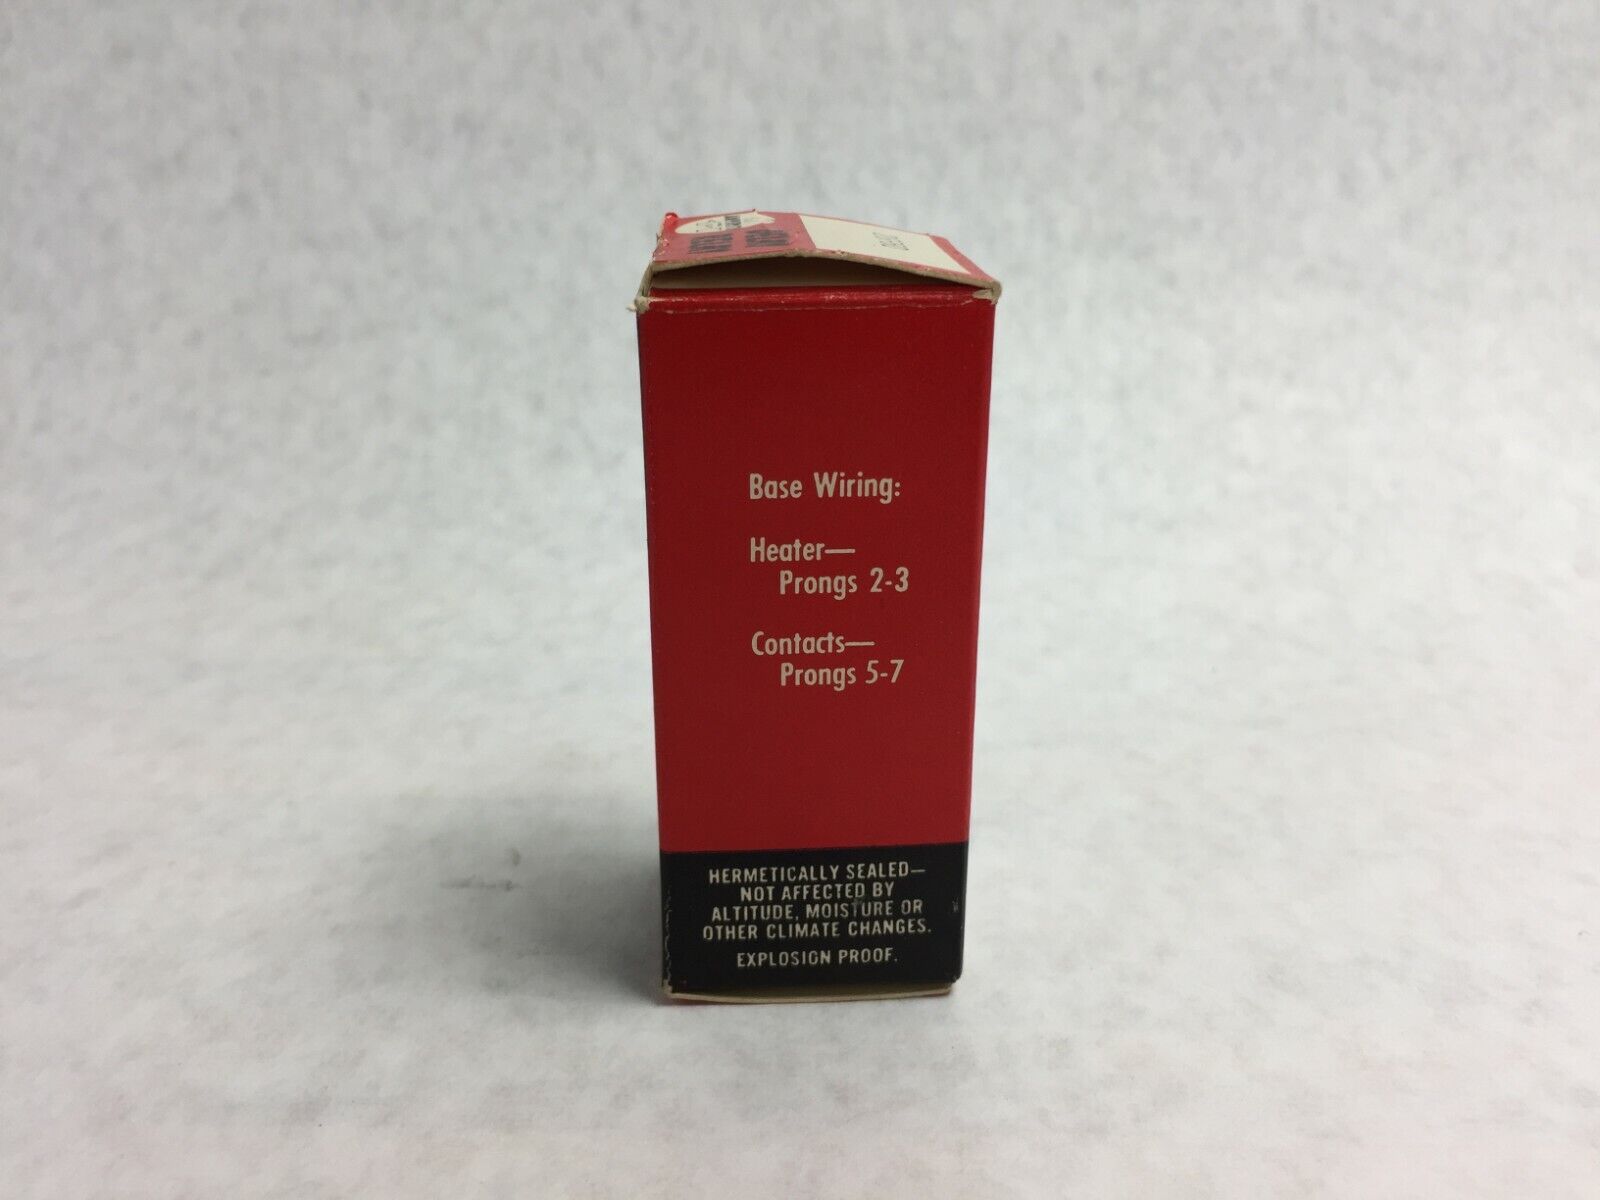 Base Wiring:
Heater—
Prongs 2-3
Contacts—
Prongs 5-7
HERMETICALLY SEALED—
NOT AFFECTED BY
ALTITUDE, MOISTURE OR
OTHER CLIMATE CHANGES.
EXPLOSION PROOF.